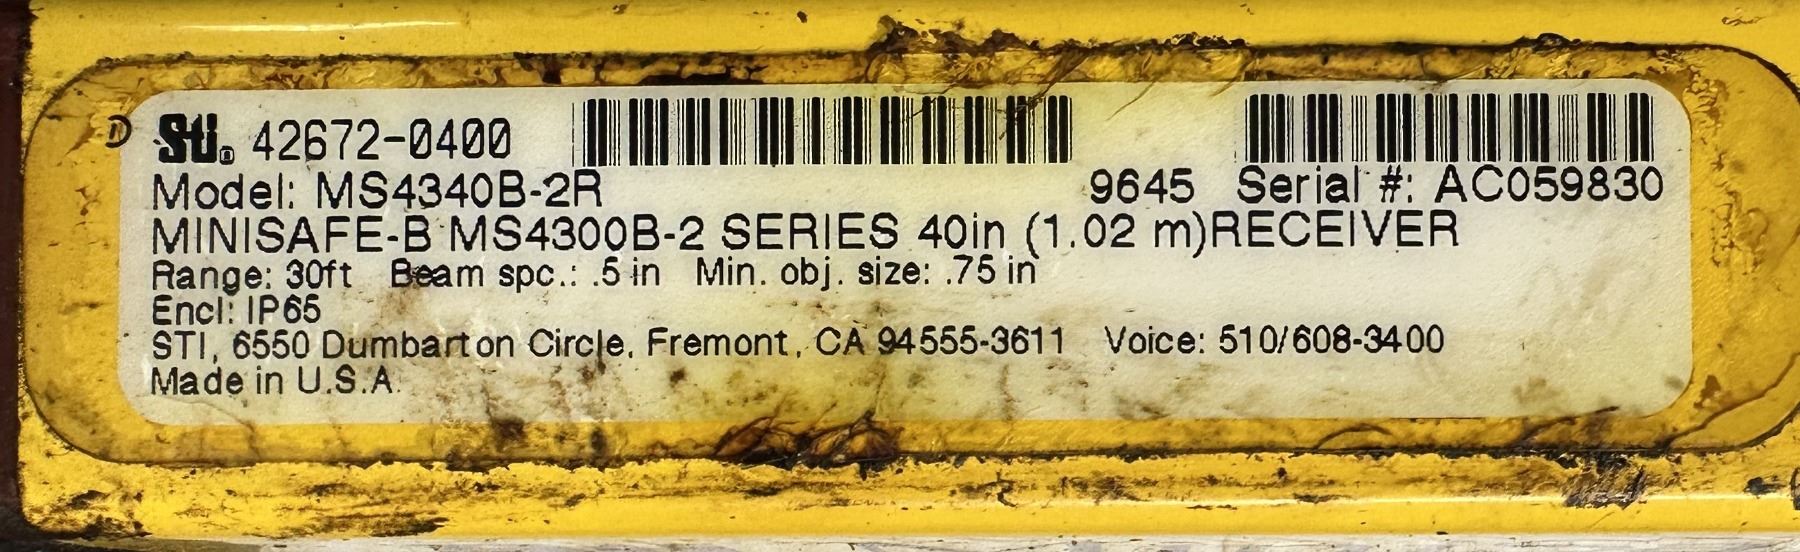 D STI® 42672-0400
Model: MS4340B-2R 9645 Serial #: AC059830
MINISAFE-B MS4300B-2 SERIES 40in (1.02 m)RECEIVER
Range: 30ft Beam spc.: .5 in Min. obj. size: .75 in
Encl: IP65
STI, 6550 Dumbarton Circle, Fremont, CA 94555-3611 Voice: 510/608-3400
Made in U.S.A.